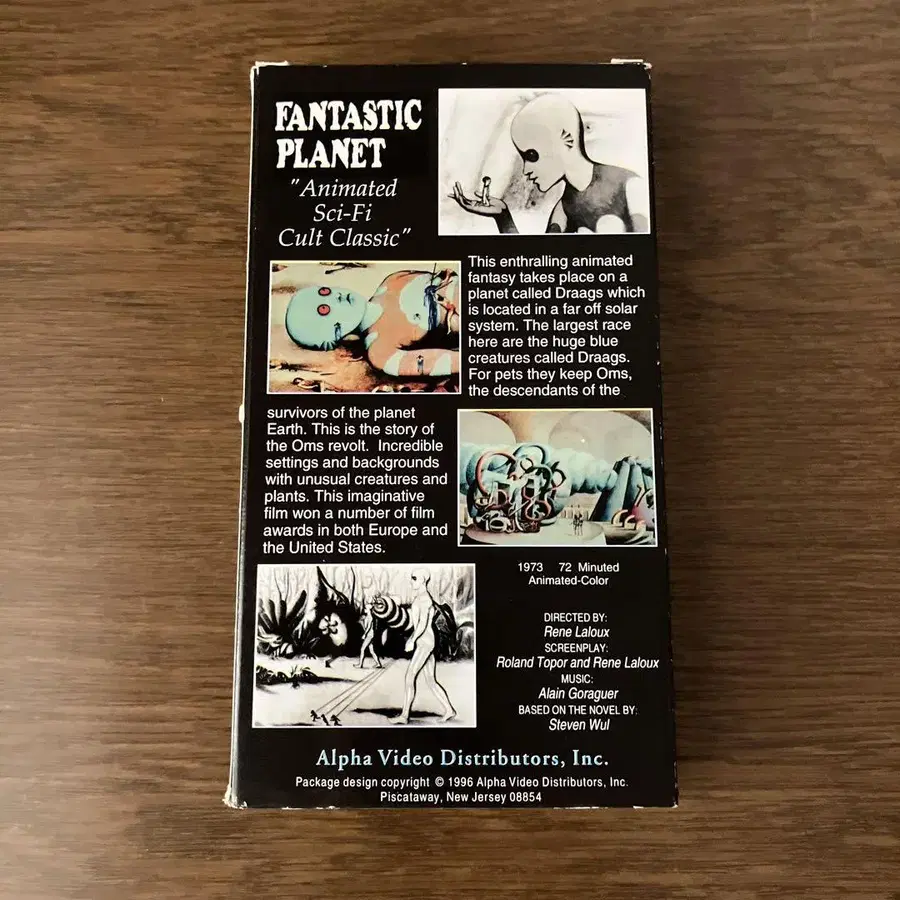 FANTASTIC
PLANET
"Animated
Sci-Fi
Cult Classic"
This enthralling animated
fantasy takes place on a
planet called Draags which
is located in a far off solar
system. The largest race
here are the huge blue
creatures called Draags.
For pets they keep Oms,
the descendants of the
survivors of the planet
Earth. This is the story of
the Oms revolt. Incredible
settings and backgrounds
with unusual creatures and
plants. This imaginative
film won a number of film
awards in both Europe and
the United States.
1973 72 Minuted
Animated-Color
DIRECTED BY:
Rene Laloux
SCREENPLAY:
Roland Topor and Rene Laloux
MUSIC:
Alain Goraguer
BASED ON THE NOVEL BY:
Steven Wul
Alpha Video Distributors, Inc.
Package design copyright © 1996 Alpha Video Distributors, Inc.
Piscataway, New Jersey 08854